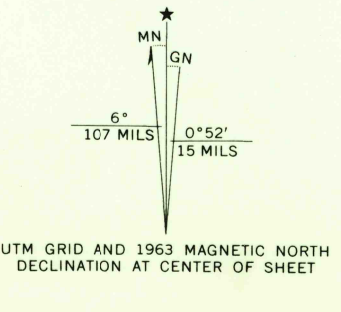 MN
GN
6°
107 MILS
0°52'
15 MILS
UTM GRID AND 1963 MAGNETIC NORTH
DECLINATION AT CENTER OF SHEET